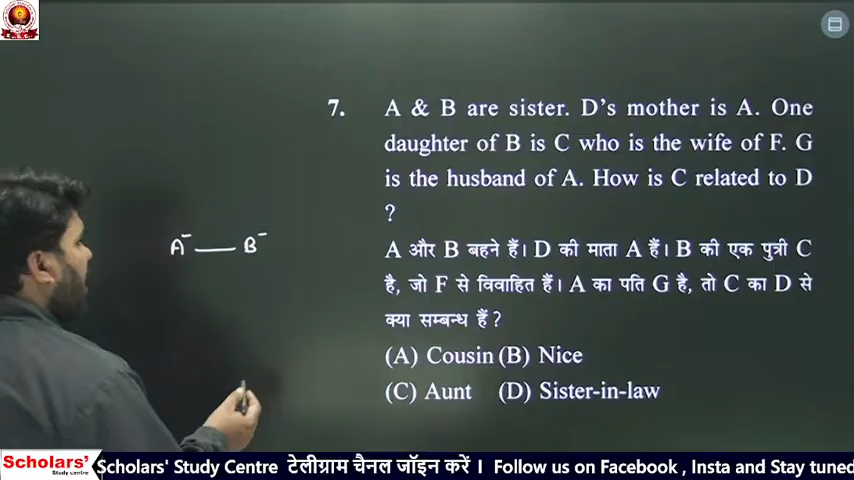 7. A & B are sister. D's mother is A. One
daughter of B is C who is the wife of F. G
is the husband of A. How is C related to D
?
A और B बहने हैं। D की माता A हैं। B की एक पुत्री C
है, जो F से विवाहित हैं। A का पति G है, तो C का D से
क्या सम्बन्ध हैं ?
(A) Cousin (B) Nice
(C) Aunt (D) Sister-in-law
A⁻ — B⁻
Scholars'
Study centre
Scholars' Study Centre टेलीग्राम चैनल जॉइन करें । Follow us on Facebook , Insta and Stay tuned